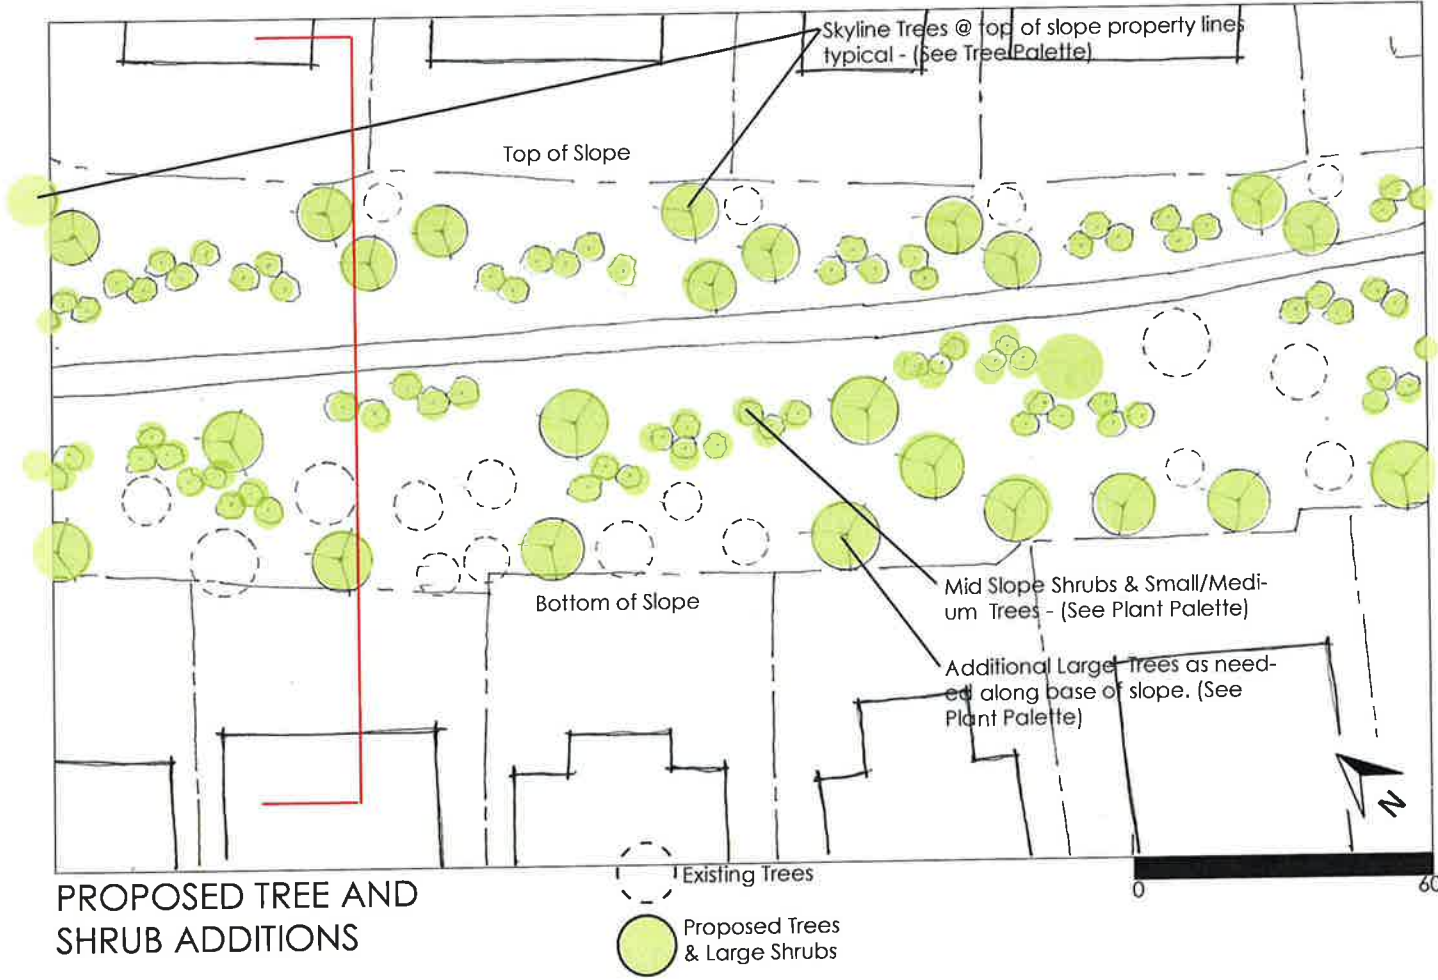 Skyline Trees @ top of slope property lines
typical - (See Tree Palette)
Top of Slope
Bottom of Slope
Mid Slope Shrubs & Small/Medi-
um Trees - (See Plant Palette)
Additional Large Trees as need-
ed along base of slope. (See
Plant Palette)
N
0 60
Existing Trees
Proposed Trees
& Large Shrubs
PROPOSED TREE AND
SHRUB ADDITIONS